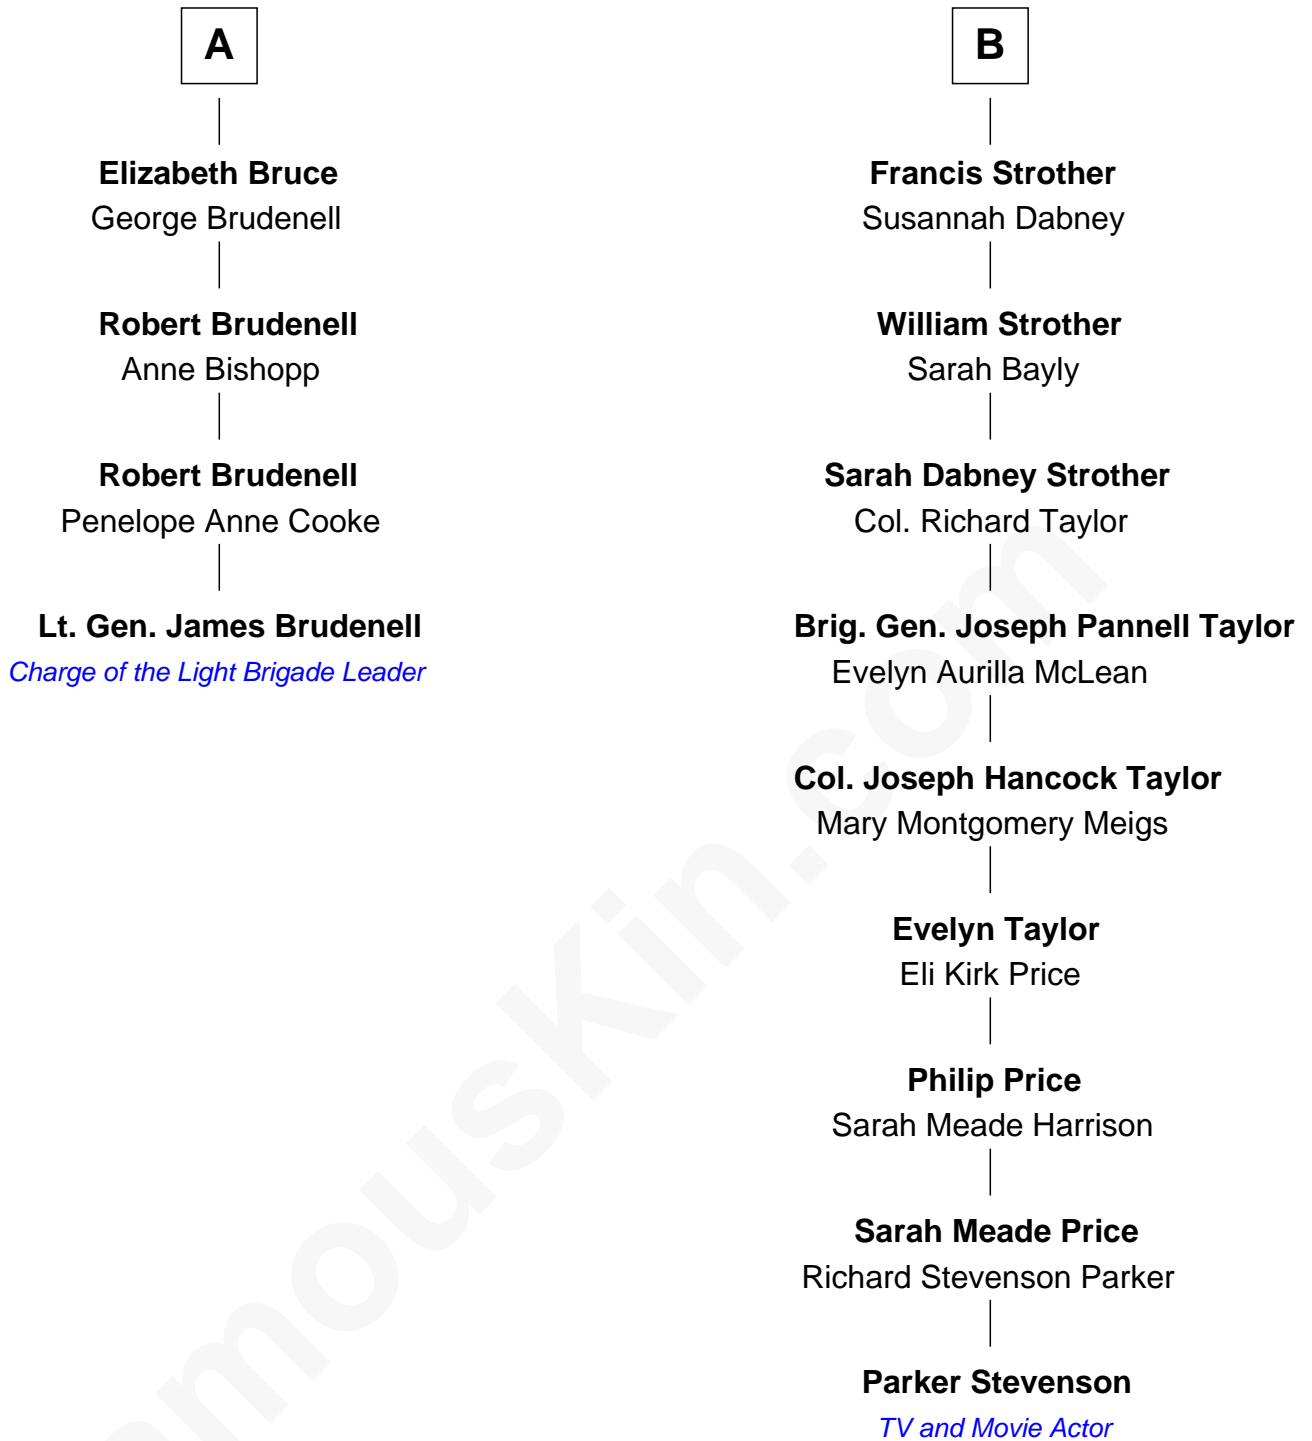 A
Elizabeth Bruce
George Brudenell
Robert Brudenell
Anne Bishopp
Robert Brudenell
Penelope Anne Cooke
Lt. Gen. James Brudenell
Charge of the Light Brigade Leader
B
Francis Strother
Susannah Dabney
William Strother
Sarah Bayly
Sarah Dabney Strother
Col. Richard Taylor
Brig. Gen. Joseph Pannell Taylor
Evelyn Aurilla McLean
Col. Joseph Hancock Taylor
Mary Montgomery Meigs
Evelyn Taylor
Eli Kirk Price
Philip Price
Sarah Meade Harrison
Sarah Meade Price
Richard Stevenson Parker
Parker Stevenson
TV and Movie Actor
mousKin.com